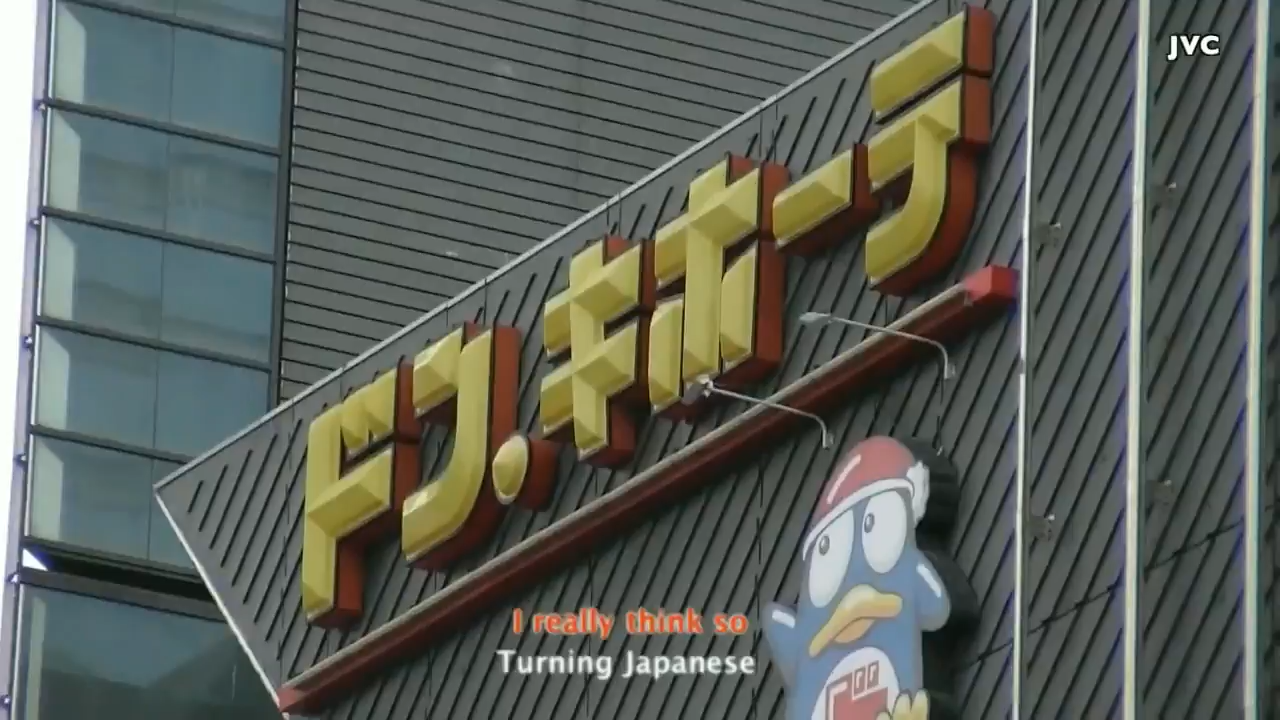 JVC
ドン.キホーテ
I really think so
Turning Japanese